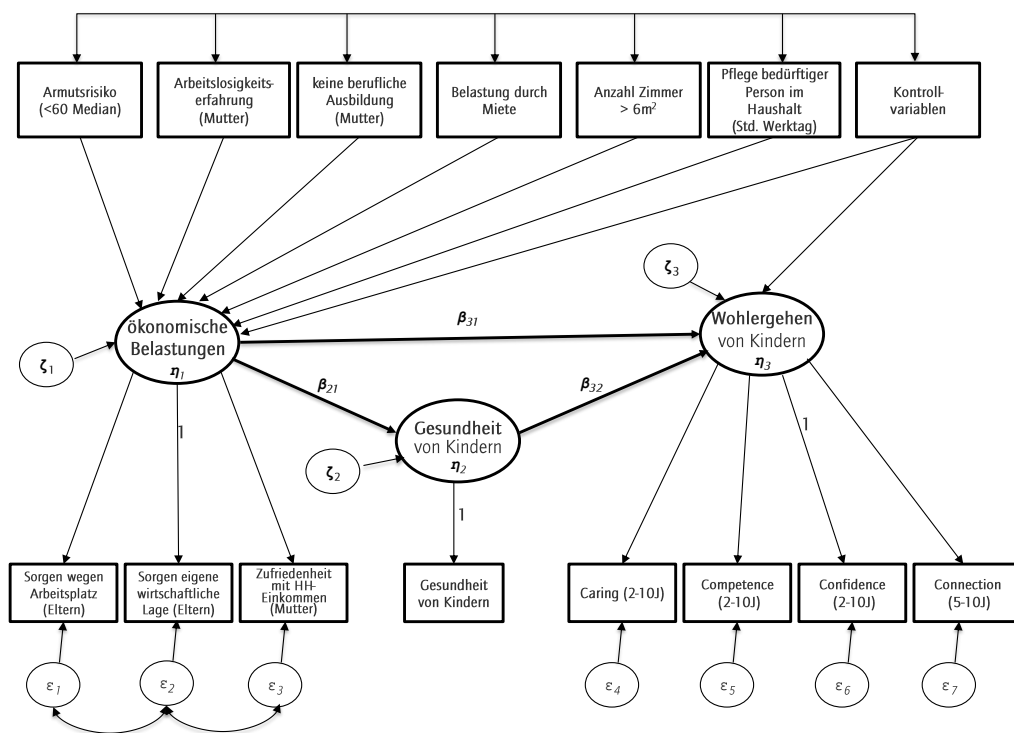 Armutsrisiko
(<60 Median)
Arbeitslosigkeits-
erfahrung
(Mutter)
keine berufliche
Ausbildung
(Mutter)
Belastung durch
Miete
Anzahl Zimmer
> 6m²
Pflege bedürftiger
Person im
Haushalt
(Std. Werktag)
Kontroll-
variablen
ζ₃
ökonomische
Belastungen
η₁
β₃₁
Wohlergehen
von Kindern
η₃
ζ₁
β₂₁
β₃₂
Gesundheit
von Kindern
η₂
ζ₂
1
1
1
Sorgen wegen
Arbeitsplatz
(Eltern)
Sorgen eigene
wirtschaftliche
Lage (Eltern)
Zufriedenheit
mit HH-
Einkommen
(Mutter)
Gesundheit
von Kindern
Caring (2-10J)
Competence
(2-10J)
Confidence
(2-10J)
Connection
(5-10J)
ε₁
ε₂
ε₃
ε₄
ε₅
ε₆
ε₇